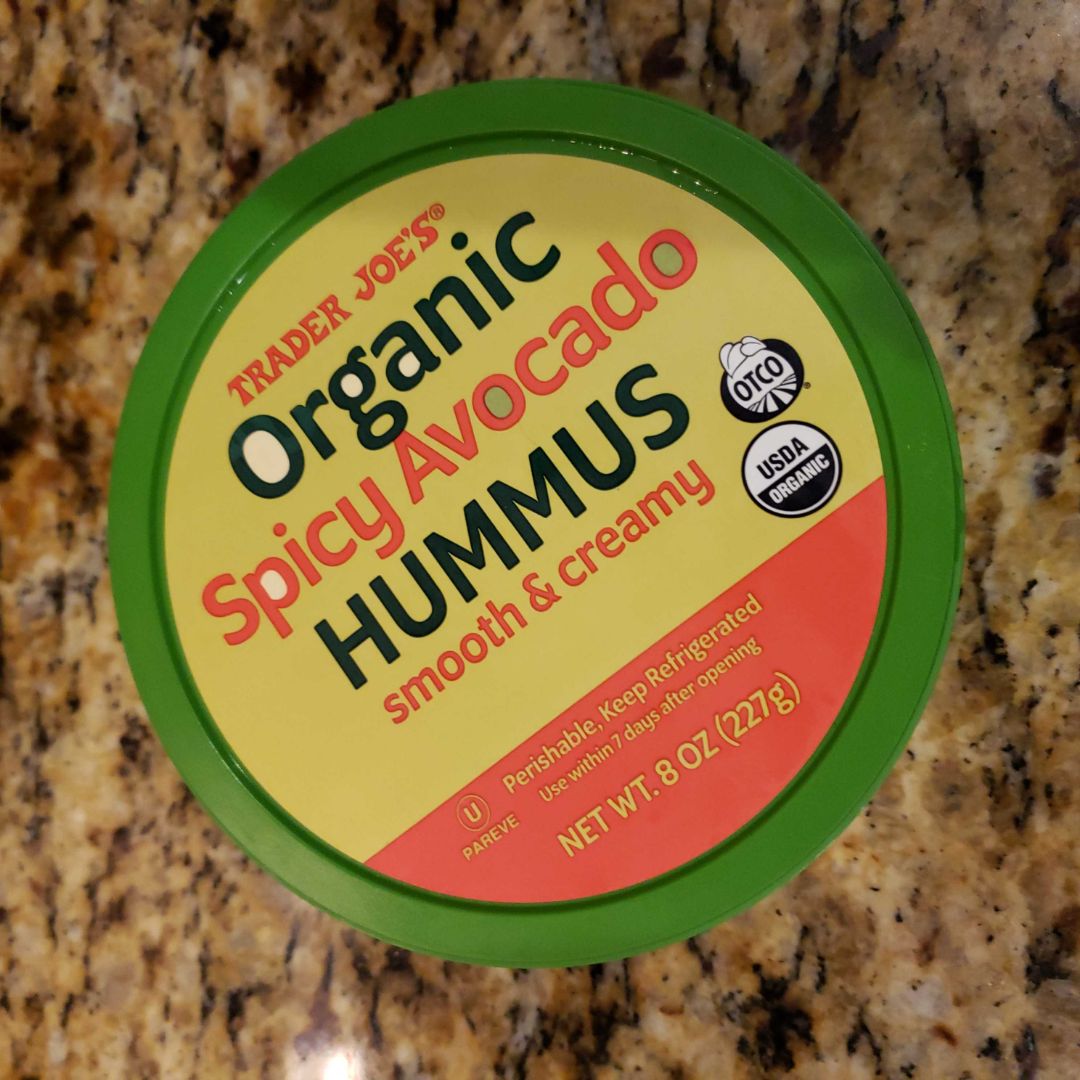 TRADER JOE'S®
Organic
Spicy Avocado
HUMMUS
smooth & creamy
OTCO®
USDA
ORGANIC
Perishable, Keep Refrigerated
Use within 7 days after opening
U
PAREVE
NET WT. 8 OZ (227g)